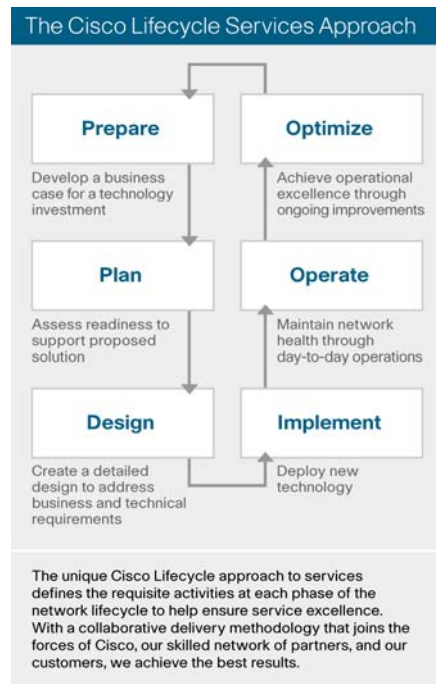 The Cisco Lifecycle Services Approach
Prepare
Develop a business
case for a technology
investment
Plan
Assess readiness to
support proposed
solution
Design
Create a detailed
design to address
business and technical
requirements
Implement
Deploy new
technology
Operate
Maintain network
health through
day-to-day operations
Optimize
Achieve operational
excellence through
ongoing improvements
The unique Cisco Lifecycle approach to services
defines the requisite activities at each phase of the
network lifecycle to help ensure service excellence.
With a collaborative delivery methodology that joins the
forces of Cisco, our skilled network of partners, and our
customers, we achieve the best results.